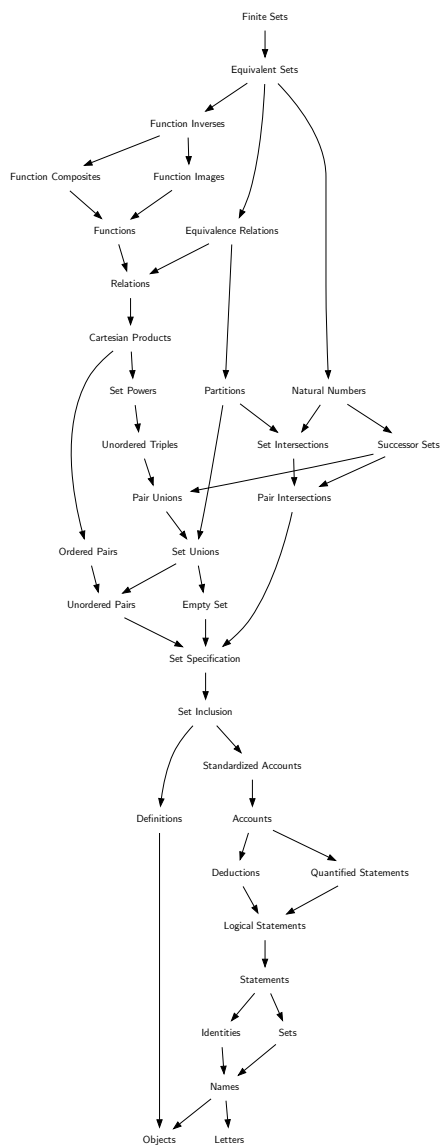 Finite Sets
Equivalent Sets
Function Inverses
Function Composites
Function Images
Functions
Equivalence Relations
Relations
Cartesian Products
Set Powers
Partitions
Natural Numbers
Unordered Triples
Set Intersections
Successor Sets
Pair Unions
Pair Intersections
Ordered Pairs
Set Unions
Unordered Pairs
Empty Set
Set Specification
Set Inclusion
Standardized Accounts
Definitions
Accounts
Deductions
Quantified Statements
Logical Statements
Statements
Identities
Sets
Names
Objects
Letters